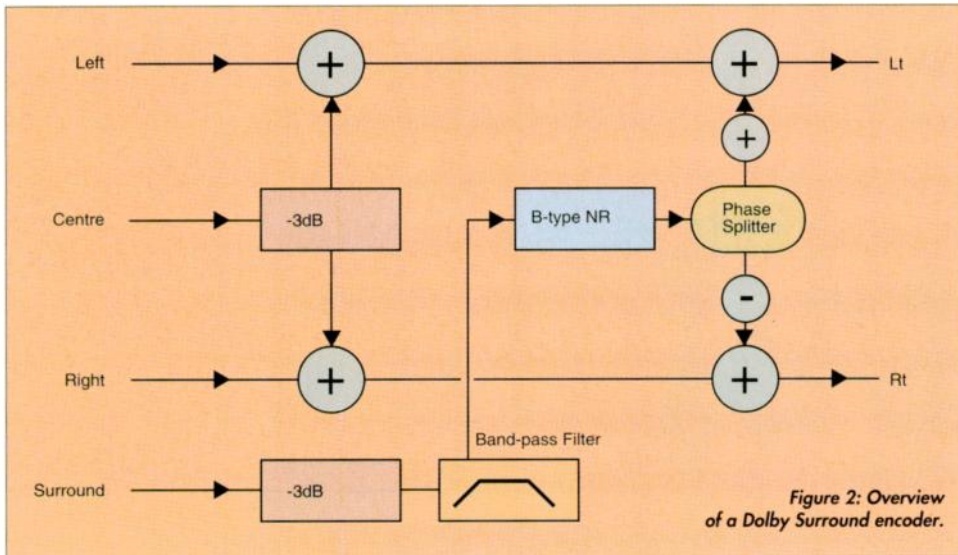 Left
+
+
Lt
+
Centre
-3dB
B-type NR
Phase
Splitter
-
Right
+
+
Rt
Band-pass Filter
Surround
-3dB
Figure 2: Overview
of a Dolby Surround encoder.